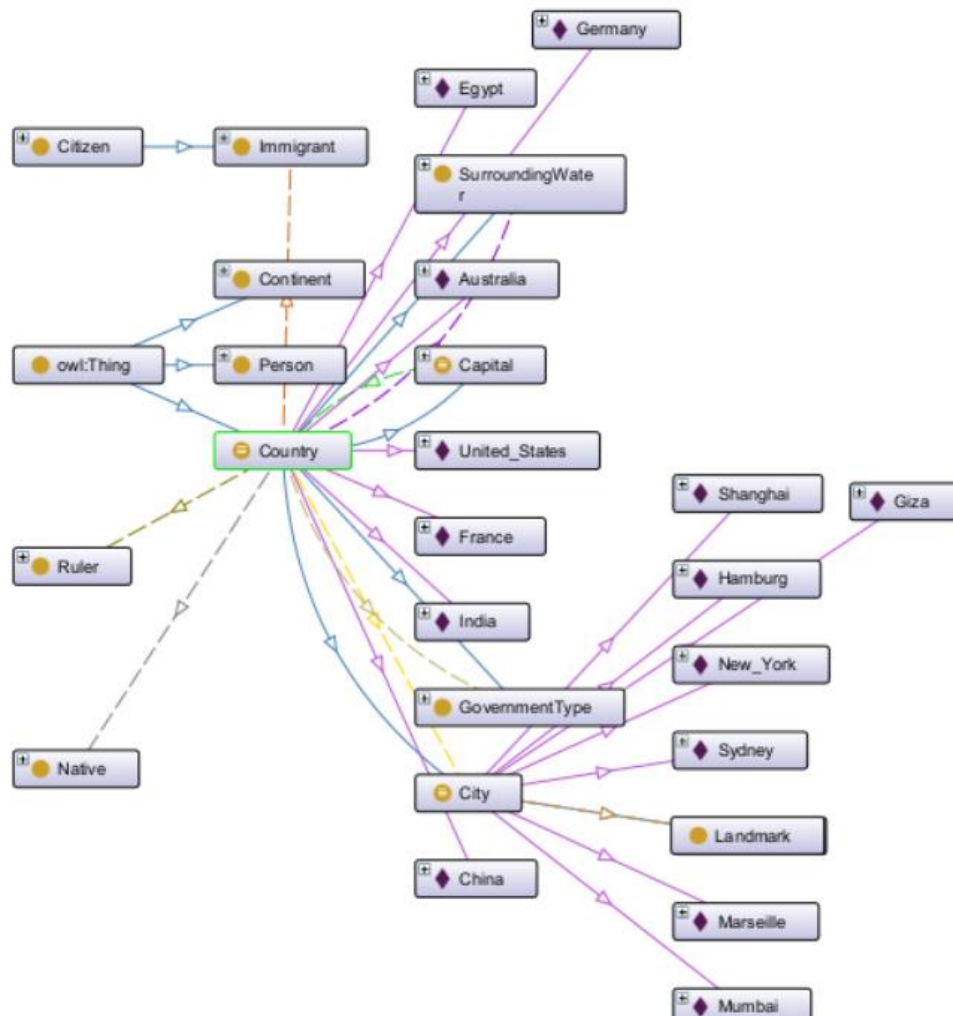 Germany
Egypt
Citizen
Immigrant
SurroundingWate
r
Continent
Australia
owl:Thing
Person
Capital
Country
United_States
Shanghai
Giza
France
Ruler
Hamburg
India
New_York
GovernmentType
Sydney
Native
City
Landmark
China
Marseille
Mumbai